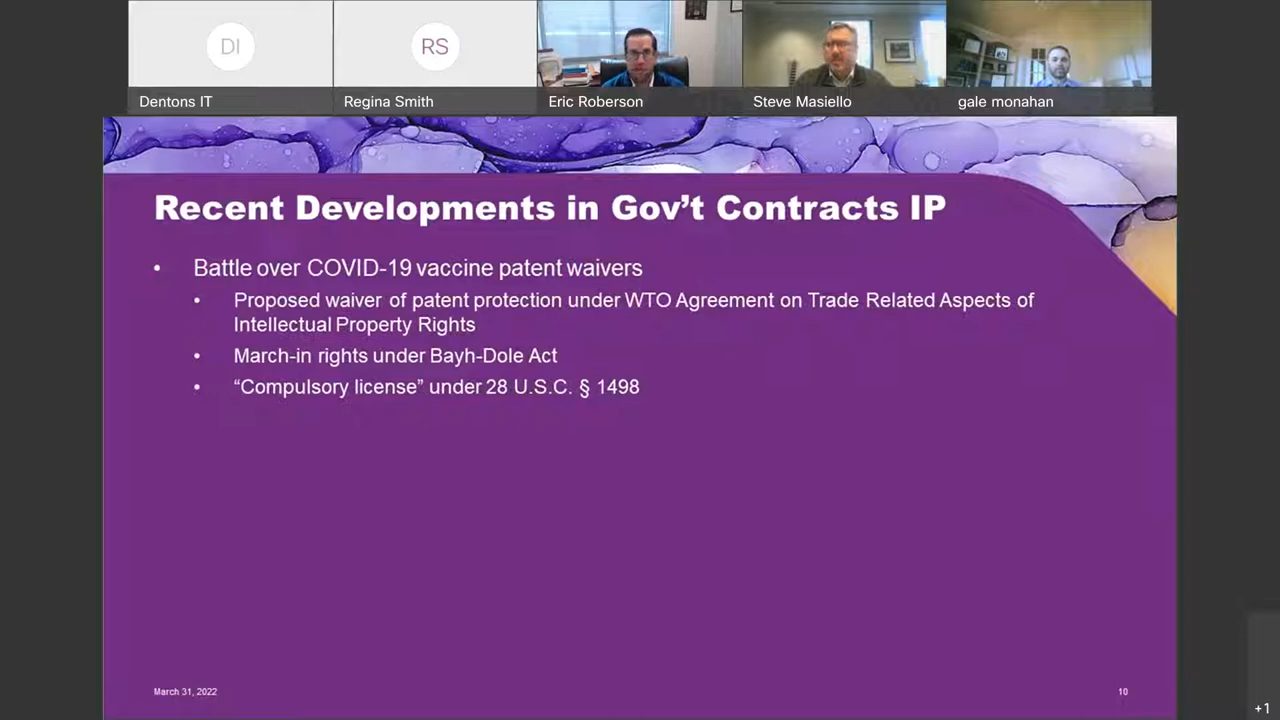 DI
RS
Dentons IT
Regina Smith
Eric Roberson
Steve Masiello
gale monahan
Recent Developments in Gov't Contracts IP
• Battle over COVID-19 vaccine patent waivers
• Proposed waiver of patent protection under WTO Agreement on Trade Related Aspects of
Intellectual Property Rights
• March-in rights under Bayh-Dole Act
• “Compulsory license” under 28 U.S.C. § 1498
March 31, 2022
10
+1